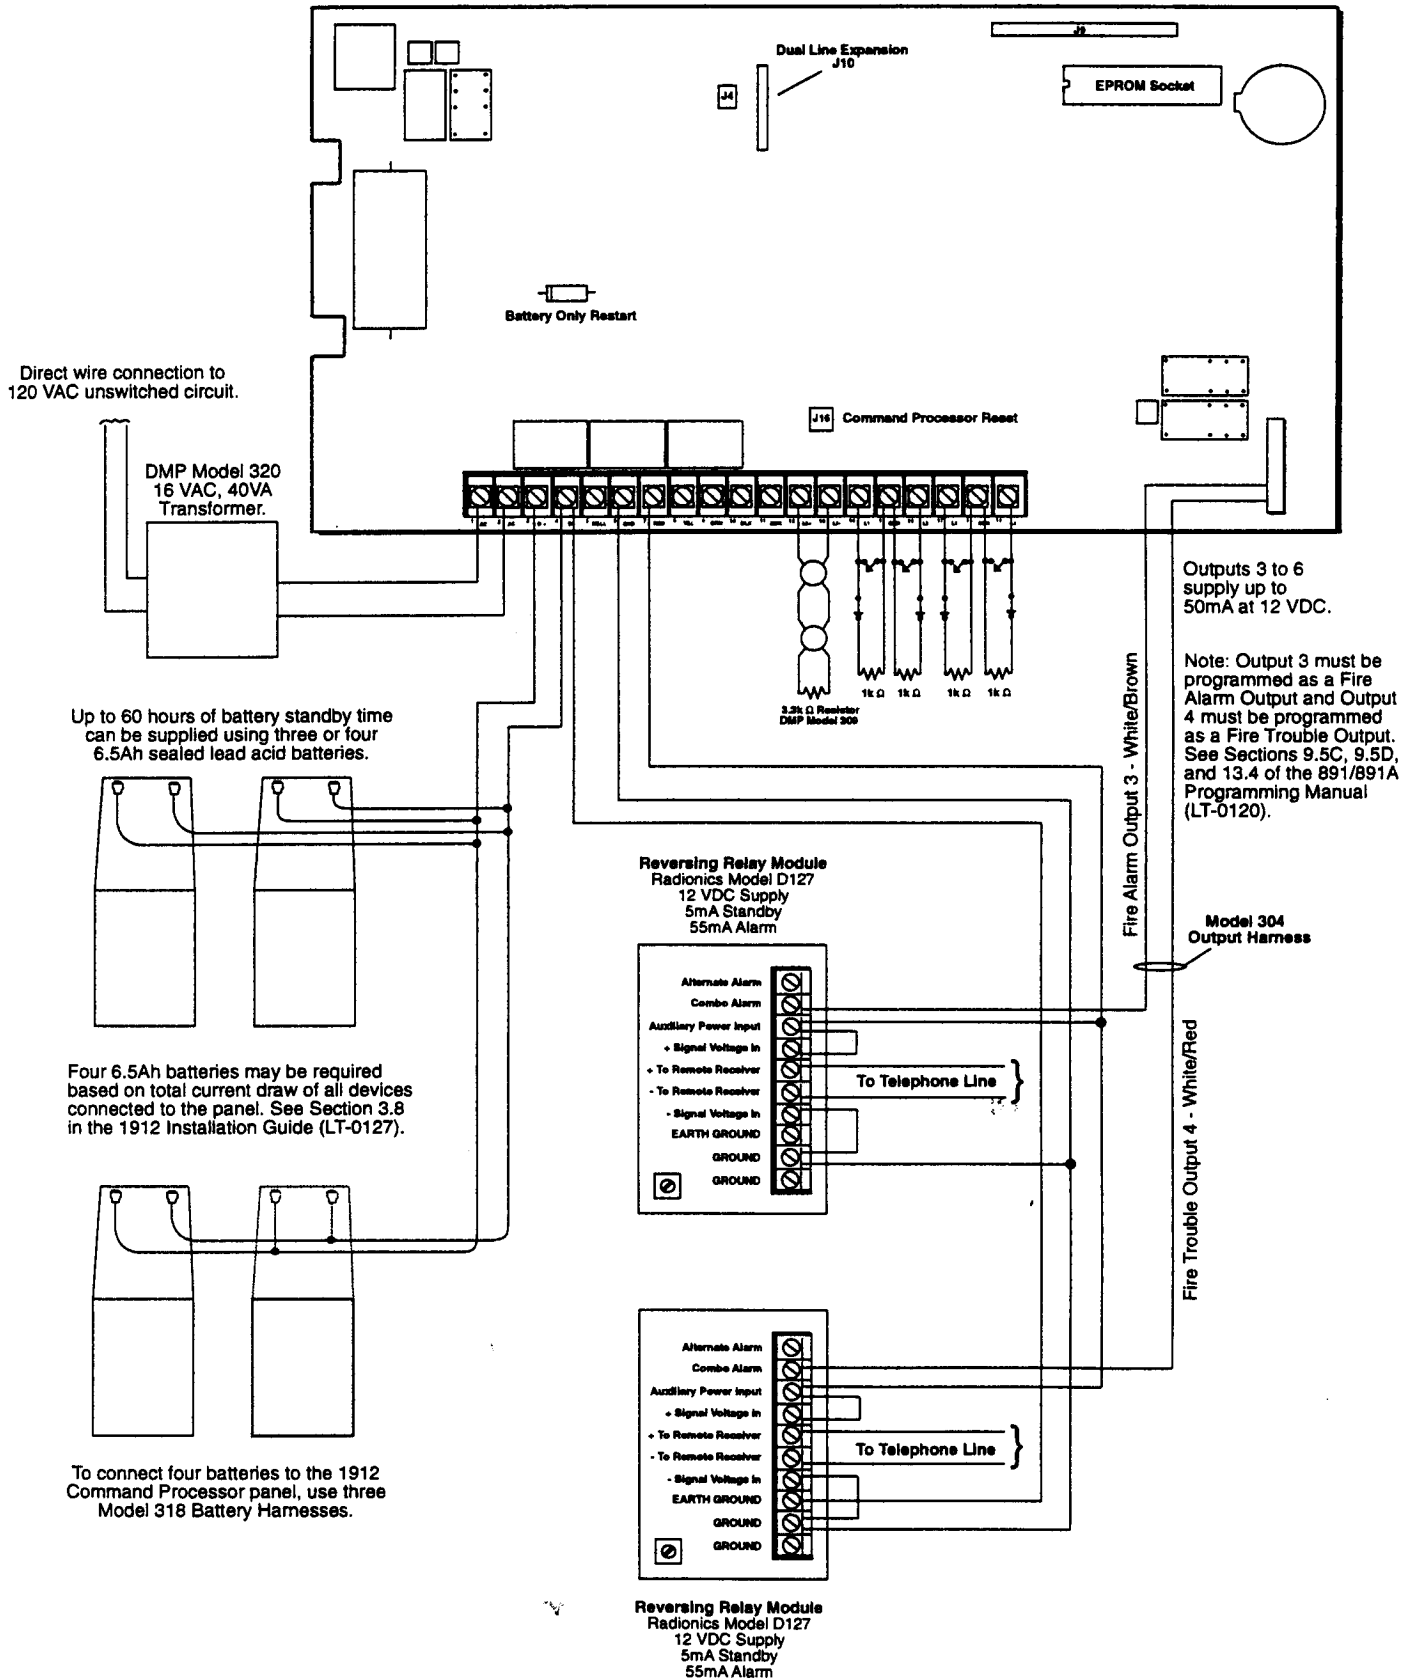 J9
Dual Line Expansion
J10
J4
EPROM Socket
Battery Only Restart
Direct wire connection to
120 VAC unswitched circuit.
J16
Command Processor Reset
DMP Model 320
16 VAC, 40VA
Transformer.
1kΩ
1kΩ
1kΩ
1kΩ
3.3k Ω Resistor
DMP Model 309
Outputs 3 to 6
supply up to
50mA at 12 VDC.
Note: Output 3 must be
programmed as a Fire
Alarm Output and Output
4 must be programmed
as a Fire Trouble Output.
See Sections 9.5C, 9.5D,
and 13.4 of the 891/891A
Programming Manual
(LT-0120).
Up to 60 hours of battery standby time
can be supplied using three or four
6.5Ah sealed lead acid batteries.
Fire Alarm Output 3 - White/Brown
Model 304
Output Harness
Fire Trouble Output 4 - White/Red
Reversing Relay Module
Radionics Model D127
12 VDC Supply
5mA Standby
55mA Alarm
Alternate Alarm
Combo Alarm
Auxiliary Power Input
+ Signal Voltage In
+ To Remote Receiver
- To Remote Receiver
- Signal Voltage In
EARTH GROUND
GROUND
GROUND
To Telephone Line
Four 6.5Ah batteries may be required
based on total current draw of all devices
connected to the panel. See Section 3.8
in the 1912 Installation Guide (LT-0127).
Alternate Alarm
Combo Alarm
Auxiliary Power Input
+ Signal Voltage In
+ To Remote Receiver
- To Remote Receiver
- Signal Voltage In
EARTH GROUND
GROUND
GROUND
To Telephone Line
To connect four batteries to the 1912
Command Processor panel, use three
Model 318 Battery Harnesses.
Reversing Relay Module
Radionics Model D127
12 VDC Supply
5mA Standby
55mA Alarm